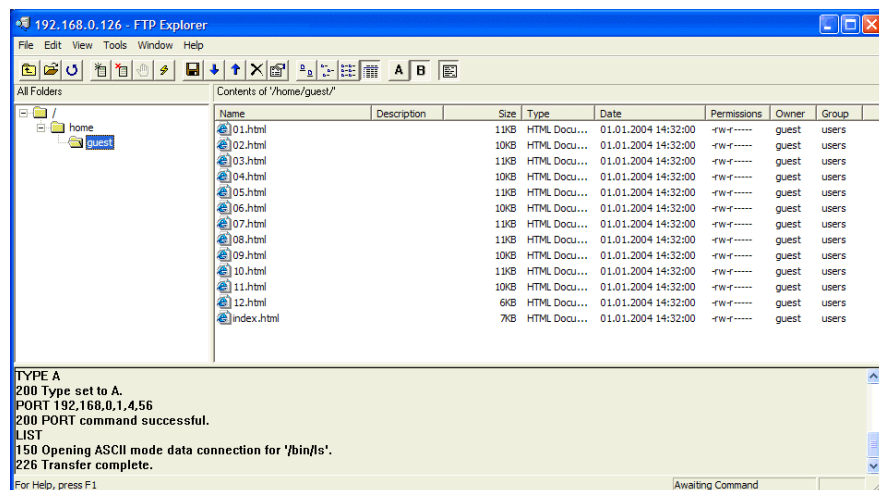 192.168.0.126 - FTP Explorer
File Edit View Tools Window Help
A B
All Folders Contents of '/home/guest/'
/
home
guest
Name Description Size Type Date Permissions Owner Group
01.html 11KB HTML Docu... 01.01.2004 14:32:00 -rw-r----- guest users
02.html 10KB HTML Docu... 01.01.2004 14:32:00 -rw-r----- guest users
03.html 11KB HTML Docu... 01.01.2004 14:32:00 -rw-r----- guest users
04.html 10KB HTML Docu... 01.01.2004 14:32:00 -rw-r----- guest users
05.html 11KB HTML Docu... 01.01.2004 14:32:00 -rw-r----- guest users
06.html 10KB HTML Docu... 01.01.2004 14:32:00 -rw-r----- guest users
07.html 11KB HTML Docu... 01.01.2004 14:32:00 -rw-r----- guest users
08.html 11KB HTML Docu... 01.01.2004 14:32:00 -rw-r----- guest users
09.html 10KB HTML Docu... 01.01.2004 14:32:00 -rw-r----- guest users
10.html 11KB HTML Docu... 01.01.2004 14:32:00 -rw-r----- guest users
11.html 10KB HTML Docu... 01.01.2004 14:32:00 -rw-r----- guest users
12.html 6KB HTML Docu... 01.01.2004 14:32:00 -rw-r----- guest users
index.html 7KB HTML Docu... 01.01.2004 14:32:00 -rw-r----- guest users
TYPE A
200 Type set to A.
PORT 192,168,0,1,4,56
200 PORT command successful.
LIST
150 Opening ASCII mode data connection for '/bin/ls'.
226 Transfer complete.
For Help, press F1 Awaiting Command